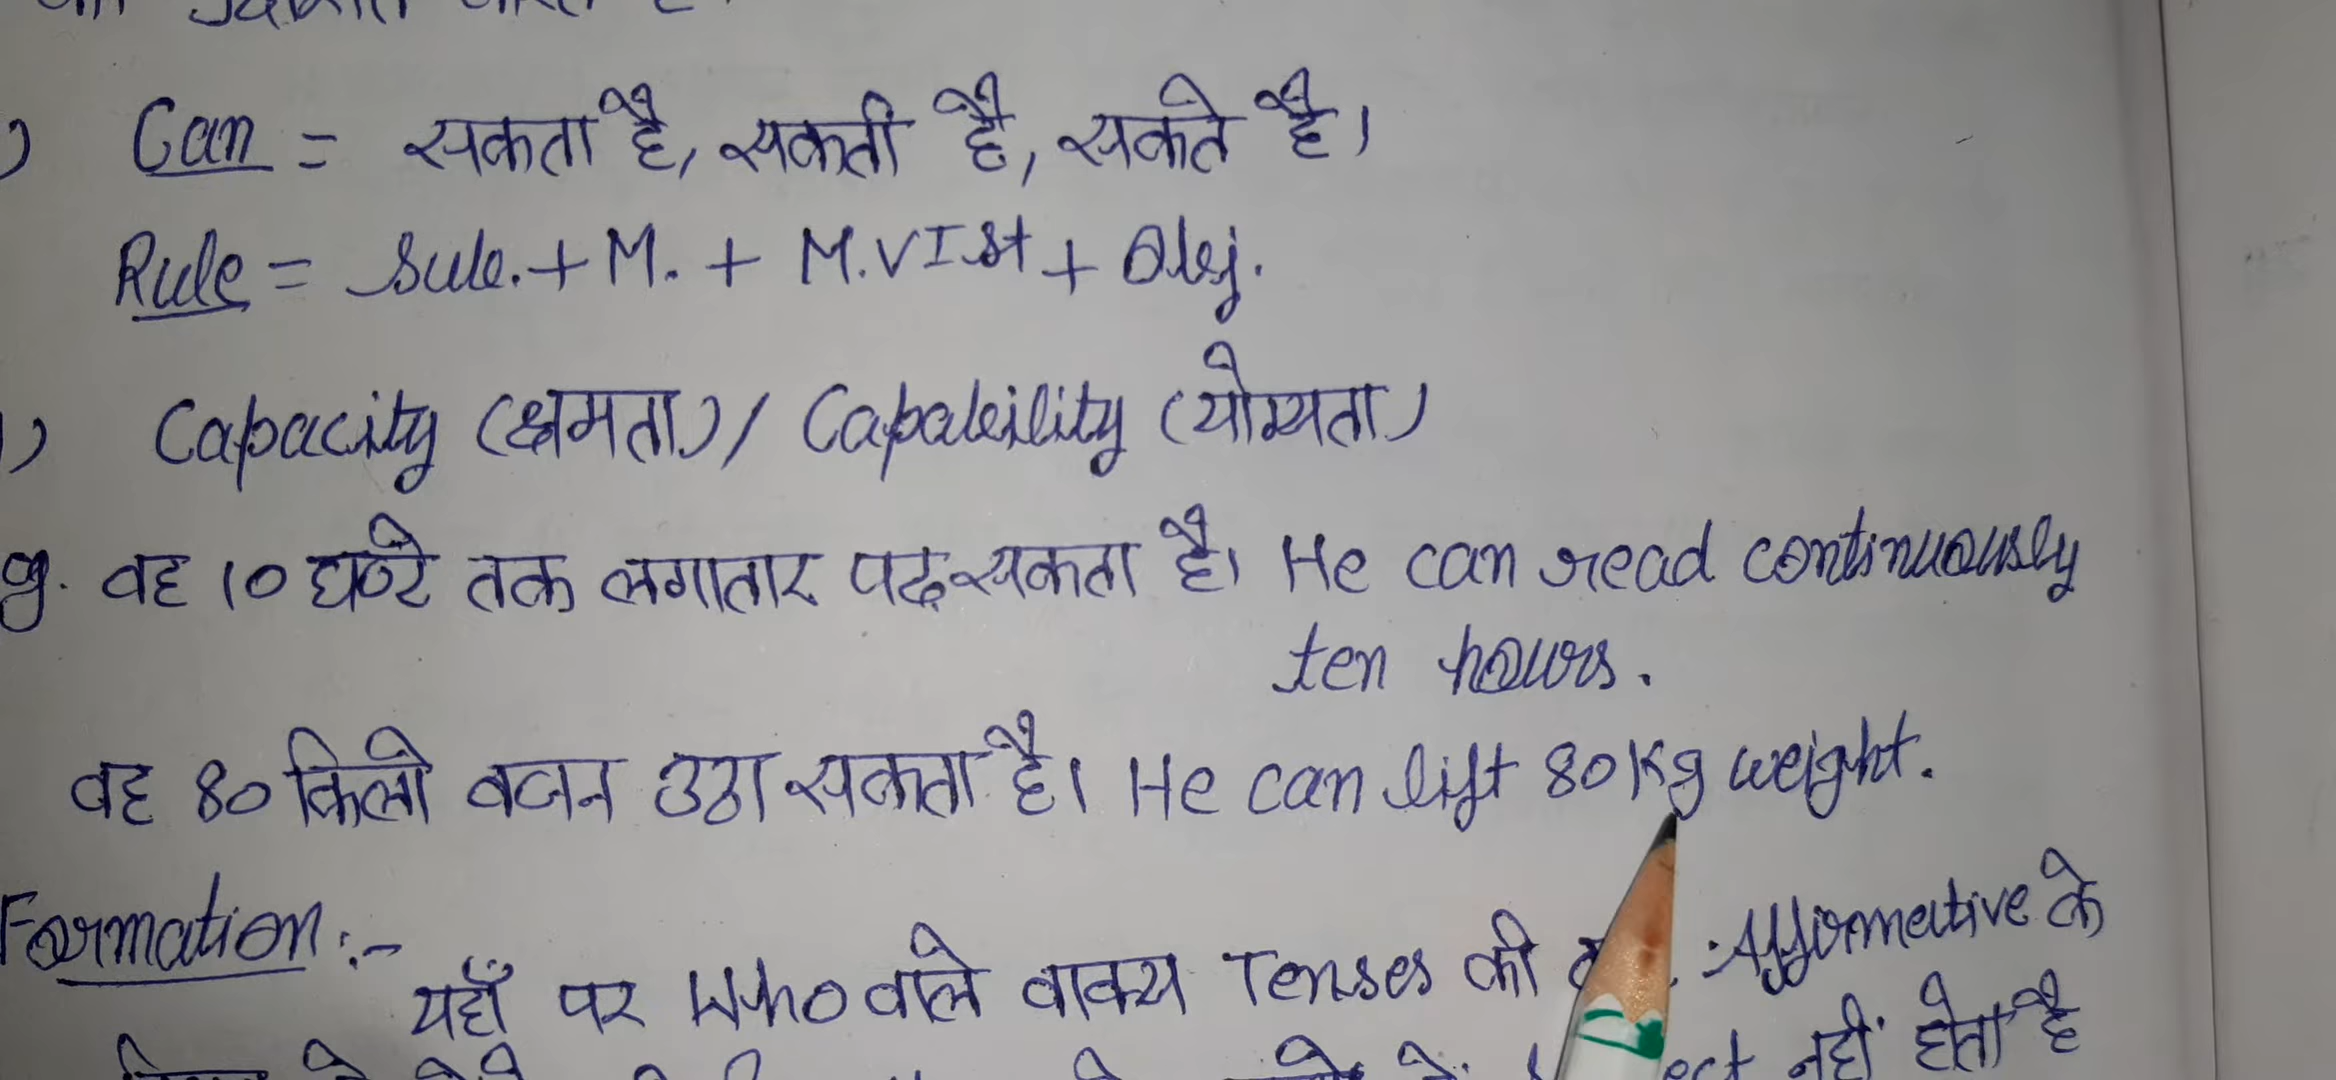 Can = सकता है, सकती है, सकते है।
Rule = Sub. + M. + M.VIst + Obj.
Capacity (क्षमता) / Capability (योग्यता)
g. वह 10 घण्टे तक लगातार पढ़ सकता है। He can read continuously
ten hours.
वह 80 किलो वजन उठा सकता है। He can lift 80 Kg weight.
Formation :-
यहाँ पर Who वाले वाक्य Tenses की Affirmative के
नहीं होता है